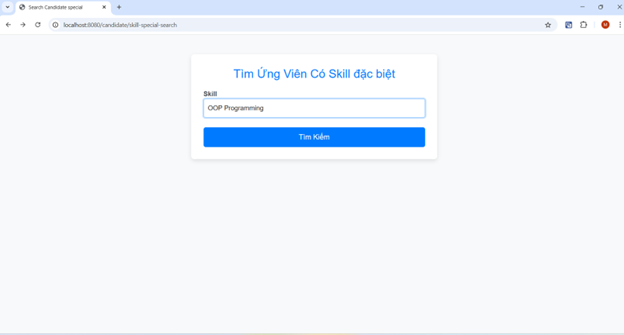 Search Candidate special
localhost:8080/candidate/skill-special-search
M
Tìm Ứng Viên Có Skill đặc biệt
Skill
OOP Programming
Tìm Kiếm